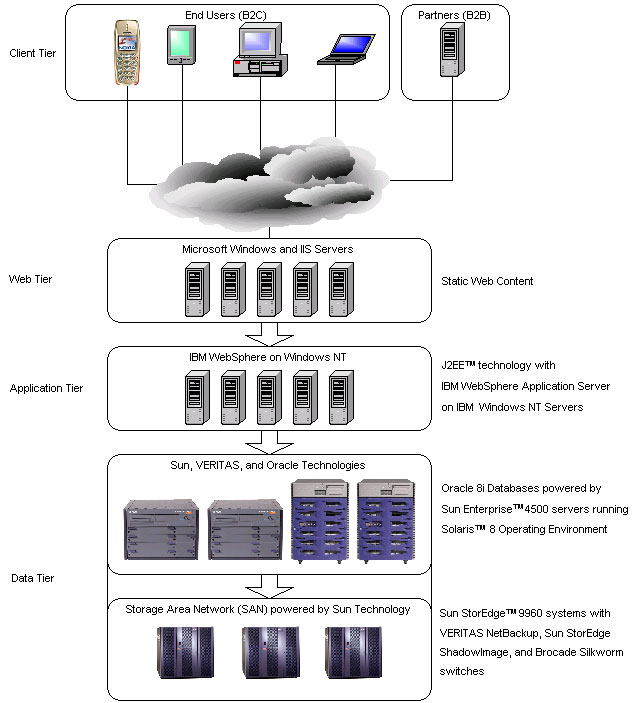 End Users (B2C)
Partners (B2B)
Client Tier
NOKIA
Microsoft Windows and IIS Servers
Web Tier
Static Web Content
IBM WebSphere on Windows NT
Application Tier
J2EE™ technology with
IBM WebSphere Application Server
on IBM Windows NT Servers
Sun, VERITAS, and Oracle Technologies
Oracle 8i Databases powered by
Sun Enterprise™4500 servers running
Solaris™ 8 Operating Environment
Data Tier
Storage Area Network (SAN) powered by Sun Technology
Sun StorEdge™ 9960 systems with
VERITAS NetBackup, Sun StorEdge
ShadowImage, and Brocade Silkworm
switches